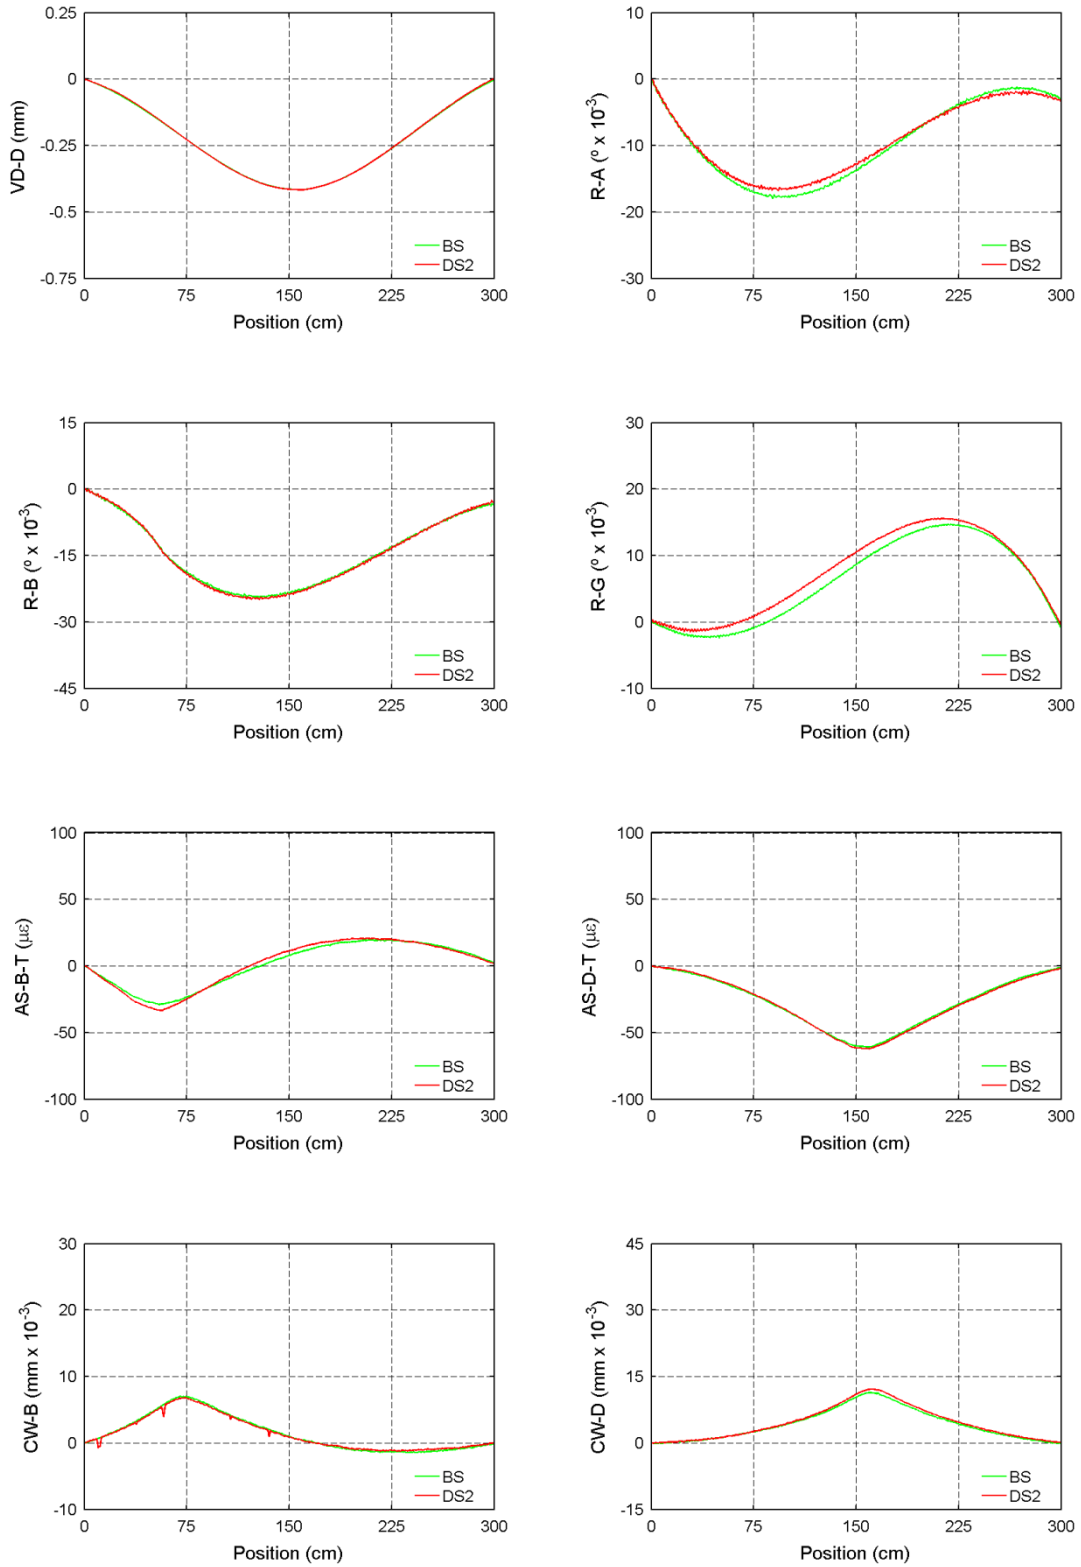 VD-D (mm)
0.25
0
-0.25
-0.5
-0.75
BS
DS2
0 75 150 225 300
Position (cm)
R-A (º x 10-3)
10
0
-10
-20
-30
BS
DS2
0 75 150 225 300
Position (cm)
R-B (º x 10-3)
15
0
-15
-30
-45
BS
DS2
0 75 150 225 300
Position (cm)
R-G (º x 10-3)
30
20
10
0
-10
BS
DS2
0 75 150 225 300
Position (cm)
AS-B-T (με)
100
50
0
-50
-100
BS
DS2
0 75 150 225 300
Position (cm)
AS-D-T (με)
100
50
0
-50
-100
BS
DS2
0 75 150 225 300
Position (cm)
CW-B (mm x 10-3)
30
20
10
0
-10
BS
DS2
0 75 150 225 300
Position (cm)
CW-D (mm x 10-3)
45
30
15
0
-15
BS
DS2
0 75 150 225 300
Position (cm)